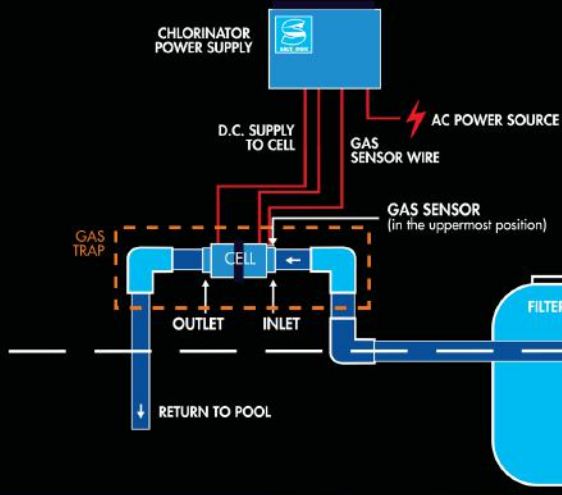 CHLORINATOR
POWER SUPPLY
D.C. SUPPLY
TO CELL
GAS
SENSOR WIRE
AC POWER SOURCE
GAS SENSOR
(in the uppermost position)
GAS
TRAP
CELL
OUTLET
INLET
FILTER
RETURN TO POOL